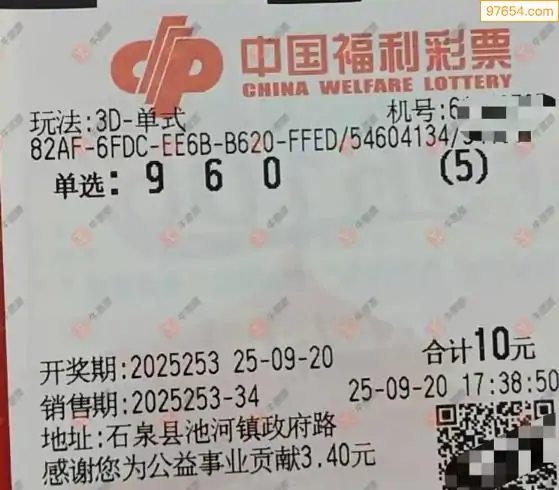 97654.com
中国福利彩票
CHINA WELFARE LOTTERY
玩法:3D-单式 机号:6
82AF-6FDC-EE6B-B620-FFED/54604134/
单选: 9 6 0 (5)
开奖期:2025253 25-09-20 合计10元
销售期:2025253-34 25-09-20 17:38:50
地址:石泉县池河镇政府路
感谢您为公益事业贡献3.40元